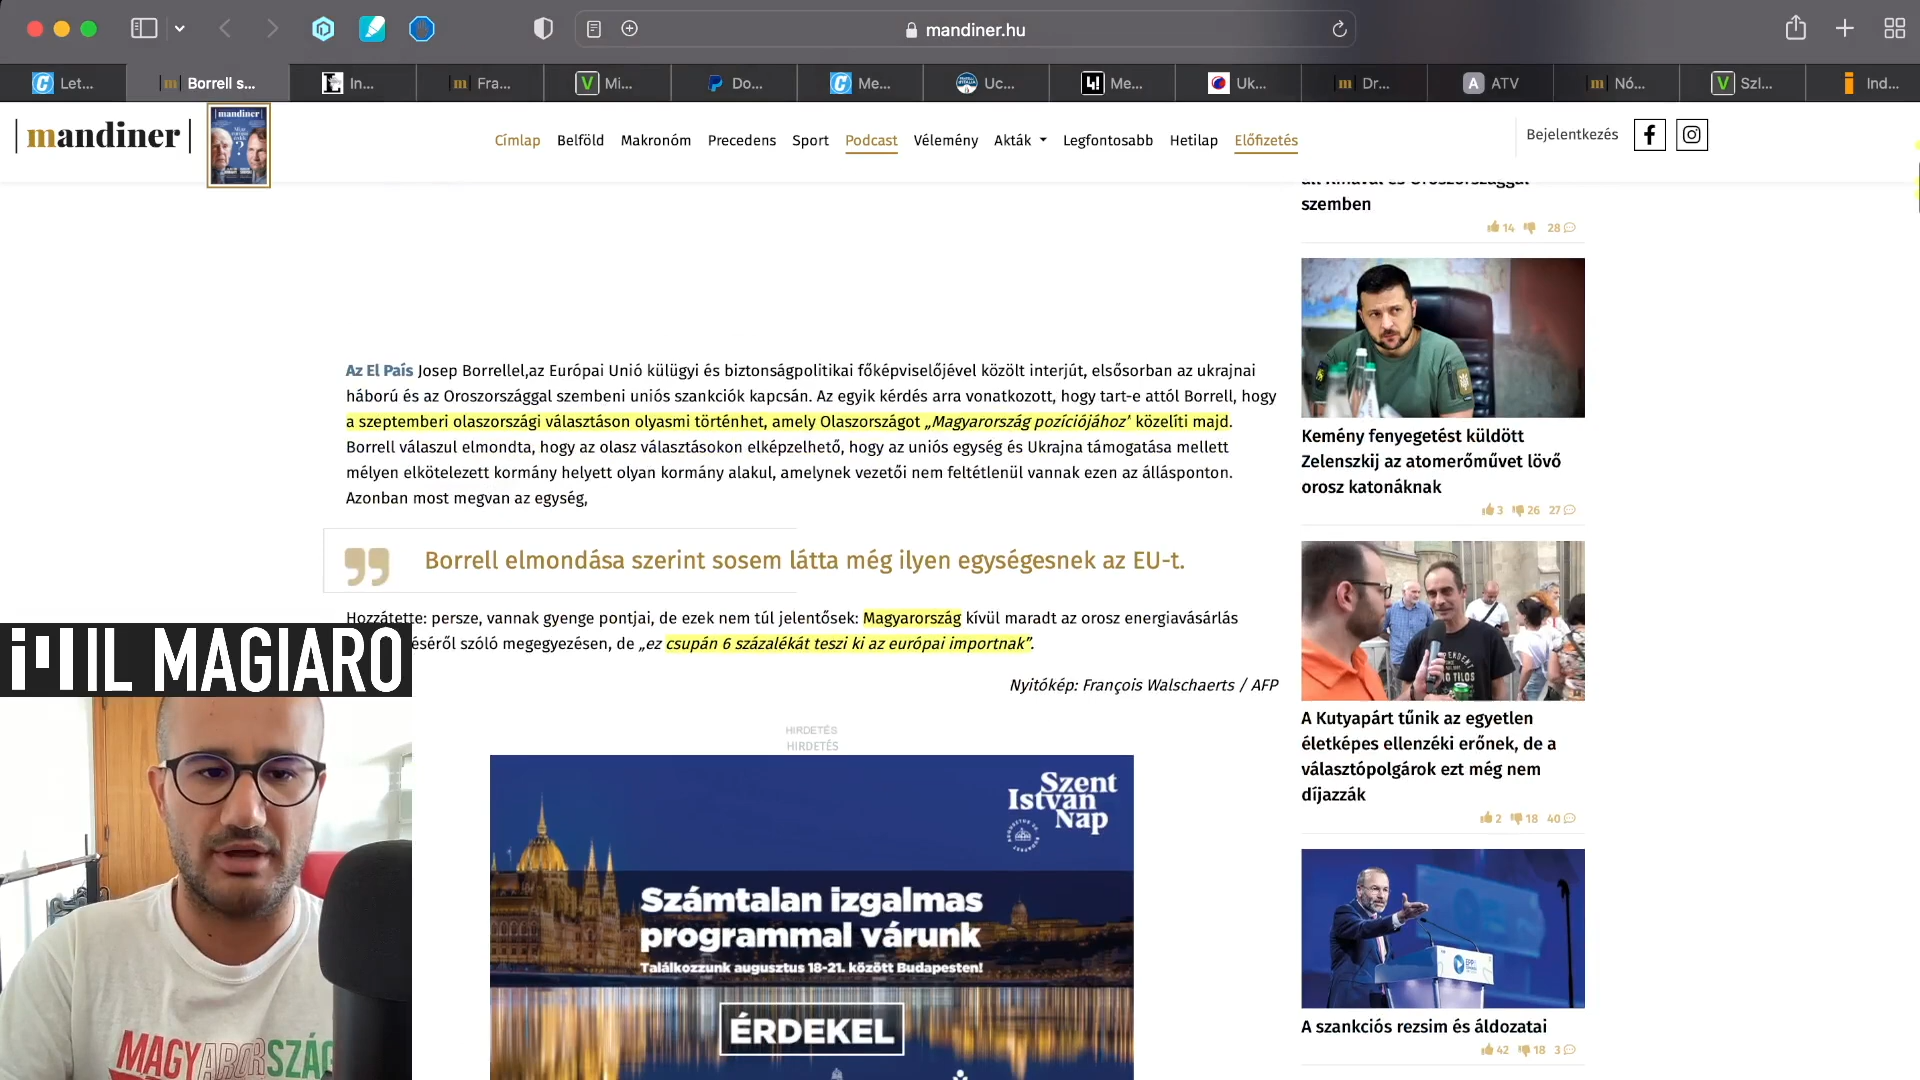 mandiner.hu
Let...
Borrell s...
In...
Fra...
Mi...
Do...
Me...
Uc...
Me...
Uk...
Dr...
ATV
Nó...
Szl...
Ind...
mandiner
Címlap
Belföld
Makronóm
Precedens
Sport
Podcast
Vélemény
Akták
Legfontosabb
Hetilap
Előfizetés
Bejelentkezés
szemben
14 28
Az El País Josep Borrellel,az Európai Unió külügyi és biztonságpolitikai főképviselőjével közölt interjút, elsősorban az ukrajnai
háború és az Oroszországgal szembeni uniós szankciók kapcsán. Az egyik kérdés arra vonatkozott, hogy tart-e attól Borrell, hogy
a szeptemberi olaszországi választáson olyasmi történhet, amely Olaszországot „Magyarország pozíciójához” közelíti majd.
Borrell válaszul elmondta, hogy az olasz választásokon elképzelhető, hogy az uniós egység és Ukrajna támogatása mellett
mélyen elkötelezett kormány helyett olyan kormány alakul, amelynek vezetői nem feltétlenül vannak ezen az állásponton.
Azonban most megvan az egység,
Borrell elmondása szerint sosem látta még ilyen egységesnek az EU-t.
Hozzátette: persze, vannak gyenge pontjai, de ezek nem túl jelentősek: Magyarország kívül maradt az orosz energiavásárlás
éséről szóló megegyezésen, de „ez csupán 6 százalékát teszi ki az európai importnak”.
Nyitókép: François Walschaerts / AFP
HIRDETÉS
HIRDETÉS
Szent
István
Nap
Számtalan izgalmas
programmal várunk
Találkozzunk augusztus 18-21. között Budapesten!
ÉRDEKEL
Kemény fenyegetést küldött
Zelenszkij az atomerőművet lövő
orosz katonáknak
3 26 27
A Kutyapárt tűnik az egyetlen
életképes ellenzéki erőnek, de a
választópolgárok ezt még nem
díjazzák
2 18 40
A szankciós rezsim és áldozatai
42 18 3
IL MAGIARO
MAGYARORSZÁG